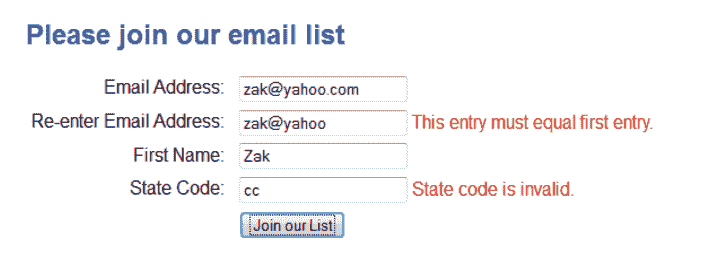 Please join our email list
Email Address: zak@yahoo.com
Re-enter Email Address: zak@yahoo This entry must equal first entry.
First Name: Zak
State Code: cc State code is invalid.
Join our List